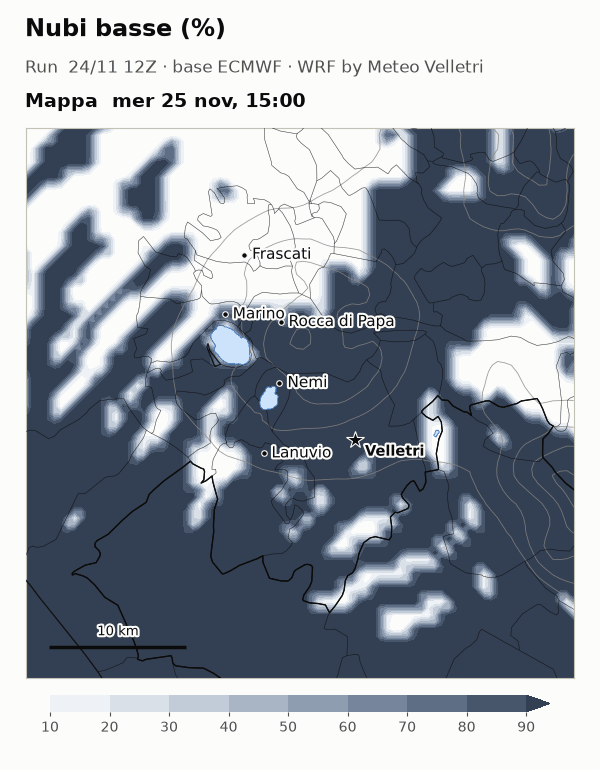 Nubi basse (%)
Run  24/11 12Z · base ECMWF · WRF by Meteo Velletri
Mappa  mer 25 nov, 15:00
Frascati
Marino
Rocca di Papa
Nemi
Velletri
Lanuvio
10 km
10 20 30 40 50 60 70 80 90